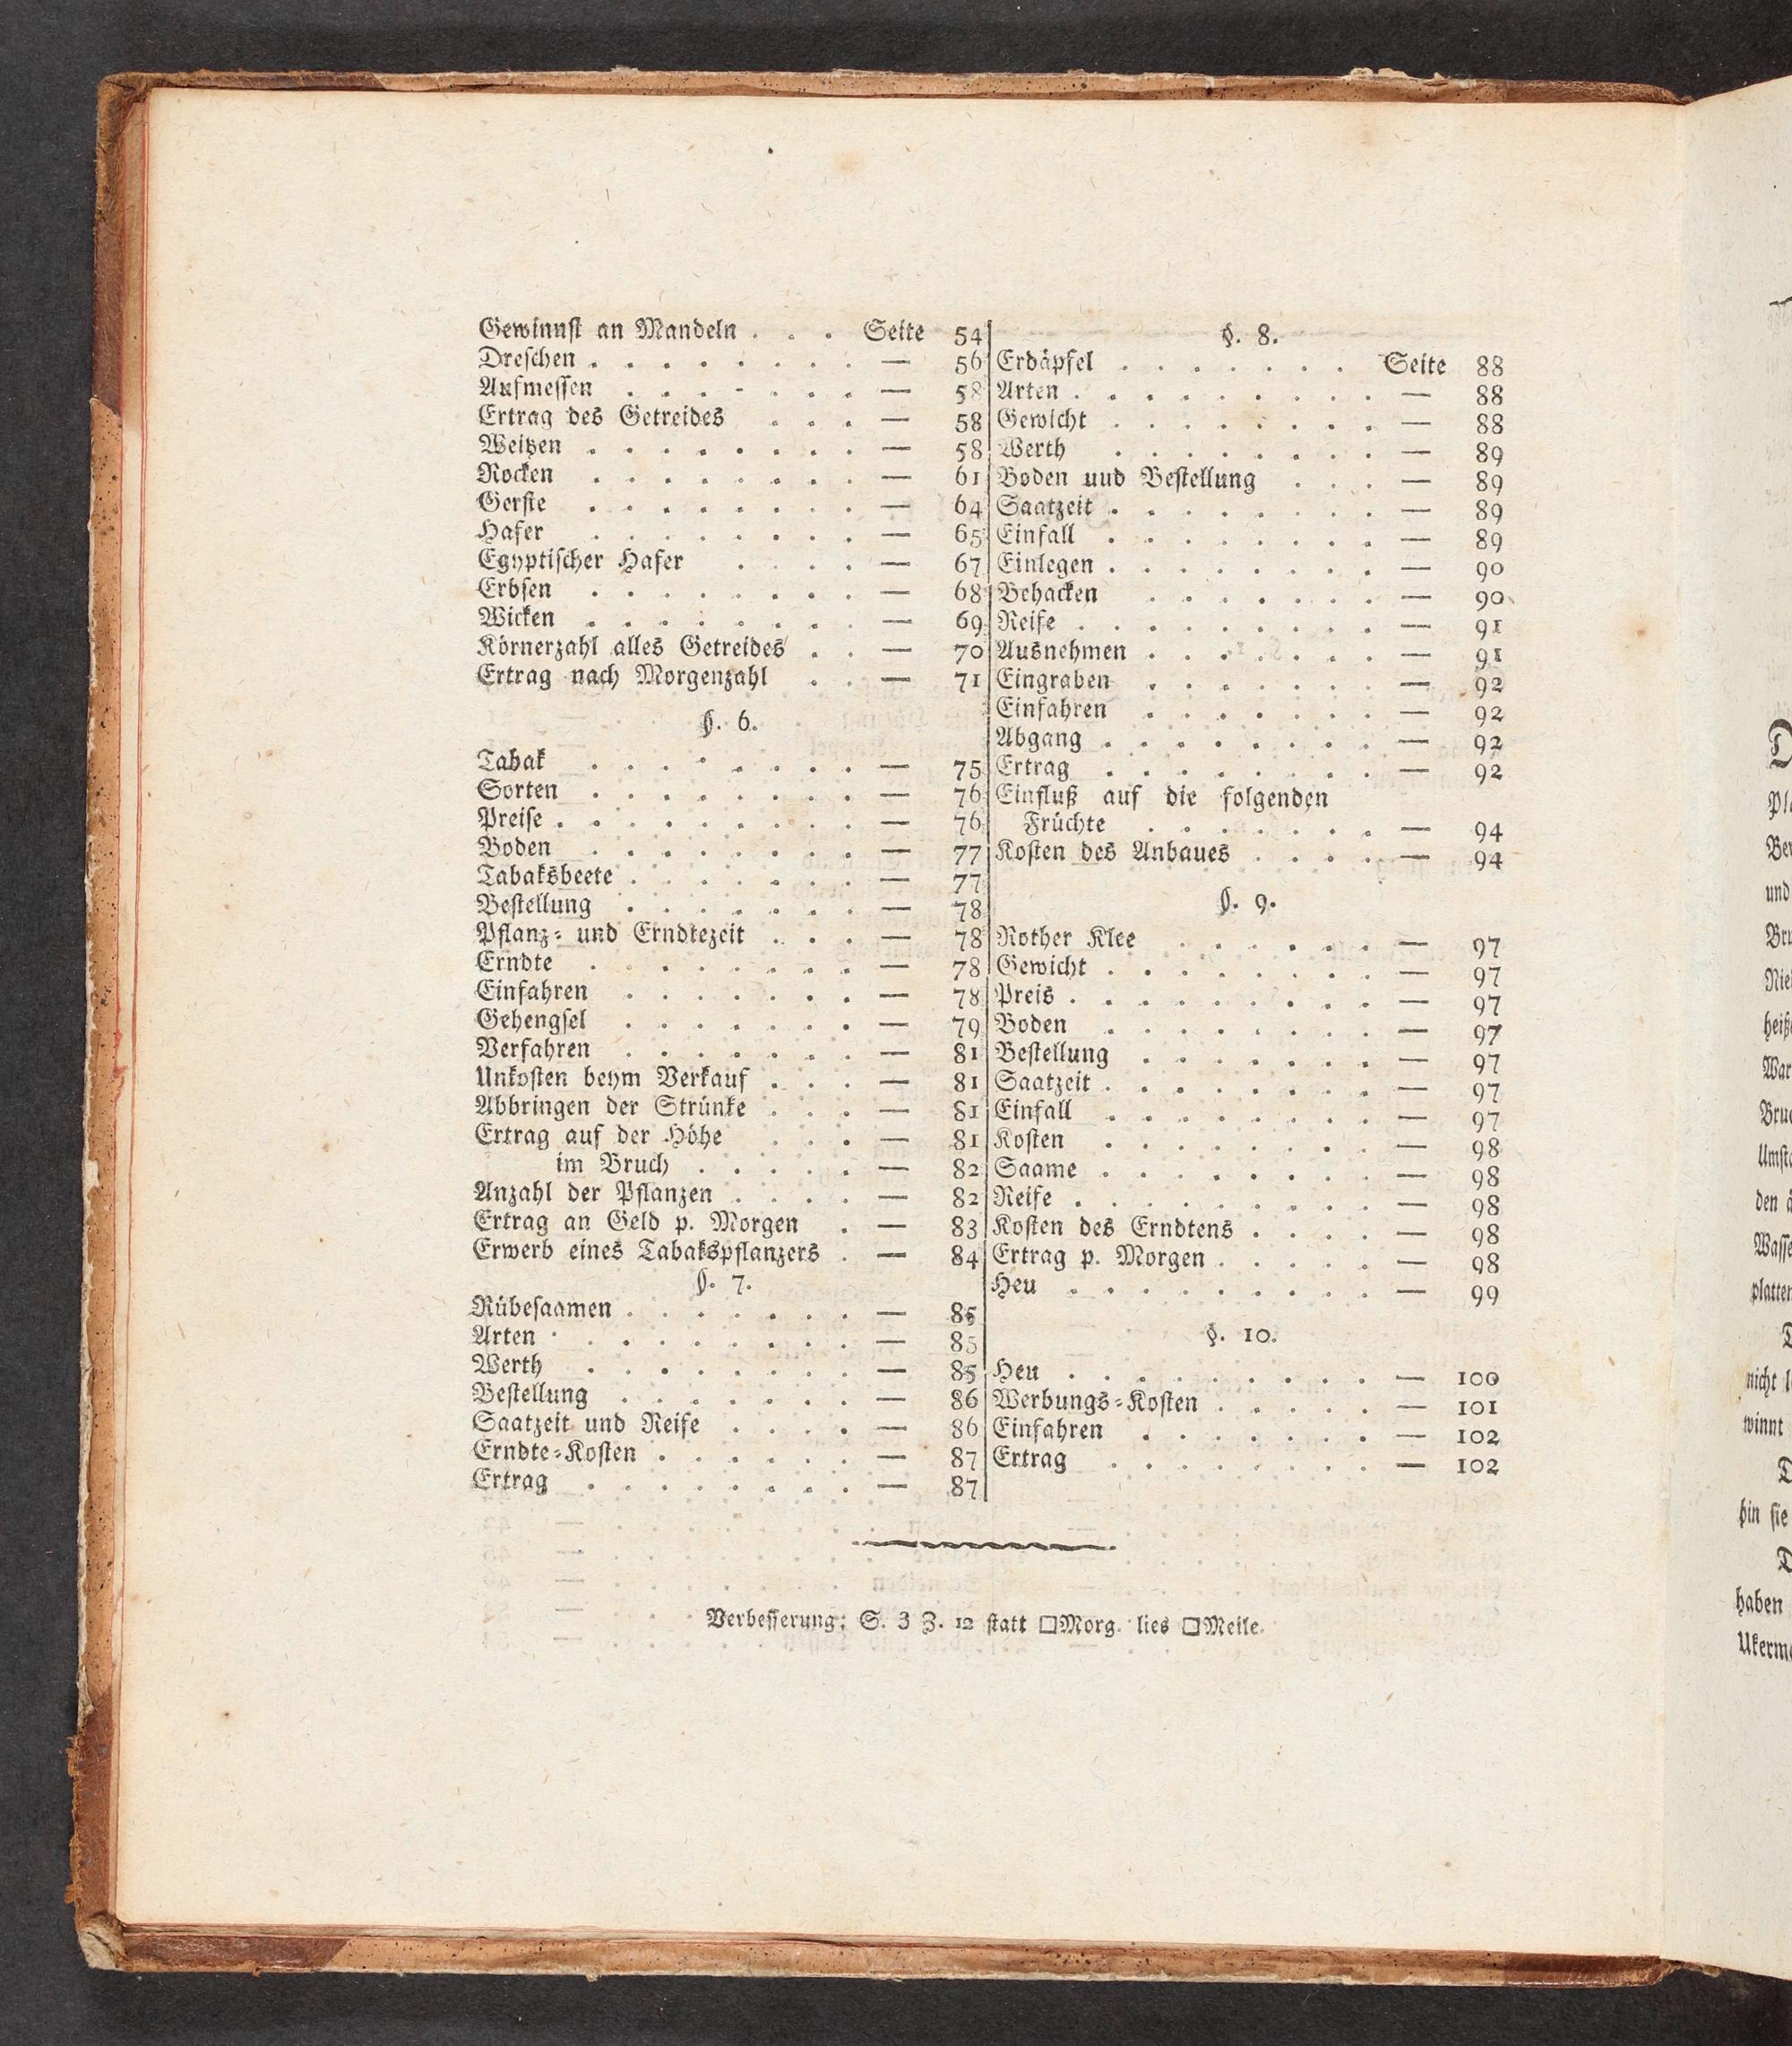 Gewinnst an Mandeln . . . Seite 54
Dreschen . . . . . . . . — 56
Aufmessen . . . . . . . — 58
Ertrag des Getreides . . . — 58
Weitzen . . . . . . . . — 58
Rocken . . . . . . . . — 61
Gerste . . . . . . . . — 64
Hafer . . . . . . . . — 65
Egyptischer Hafer . . . . — 67
Erbsen . . . . . . . . — 68
Wicken . . . . . . . . — 69
Körnerzahl alles Getreides . . — 70
Ertrag nach Morgenzahl . . — 71
§. 6.
Tabak . . . . . . . . — 75
Sorten . . . . . . . . — 76
Preise . . . . . . . . . — 76
Boden . . . . . . . . — 77
Tabaksbeete . . . . . . . — 77
Bestellung . . . . . . . — 78
Pflanz- und Erndtezeit . . . — 78
Erndte . . . . . . . . — 78
Einfahren . . . . . . . — 78
Gehengsel . . . . . . . — 79
Verfahren . . . . . . . — 81
Unkosten beym Verkauf . . . — 81
Abbringen der Strünke . . . — 81
Ertrag auf der Höhe . . . — 81
im Bruch . . . . . — 82
Anzahl der Pflanzen . . . . — 82
Ertrag an Geld p. Morgen . — 83
Erwerb eines Tabakspflanzers . — 84
§. 7.
Rübesaamen . . . . . . . — 85
Arten . . . . . . . . — 85
Werth . . . . . . . . — 85
Bestellung . . . . . . . — 86
Saatzeit und Reife . . . . — 86
Erndte-Kosten . . . . . . — 87
Ertrag . . . . . . . . — 87
§. 8.
Erdäpfel . . . . . . . Seite 88
Arten . . . . . . . . . — 88
Gewicht . . . . . . . . — 88
Werth . . . . . . . . — 89
Boden uud Bestellung . . . — 89
Saatzeit . . . . . . . . — 89
Einfall . . . . . . . . — 89
Einlegen . . . . . . . . — 90
Behacken . . . . . . . — 90
Reife . . . . . . . . . — 91
Ausnehmen . . . . . . . — 91
Eingraben . . . . . . . — 92
Einfahren . . . . . . . — 92
Abgang . . . . . . . . — 92
Ertrag . . . . . . . . — 92
Einfluß auf die folgenden
Früchte . . . . . . . — 94
Kosten des Anbaues . . . . — 94
§. 9.
Rother Klee . . . . . . — 97
Gewicht . . . . . . . . — 97
Preis . . . . . . . . . — 97
Boden . . . . . . . . — 97
Bestellung . . . . . . . — 97
Saatzeit . . . . . . . . — 97
Einfall . . . . . . . . — 97
Kosten . . . . . . . . — 98
Saame . . . . . . . . — 98
Reife . . . . . . . . . — 98
Kosten des Erndtens . . . . — 98
Ertrag p. Morgen . . . . . — 98
Heu . . . . . . . . . — 99
§. 10.
Heu . . . . . . . . . — 100
Werbungs-Kosten . . . . . — 101
Einfahren . . . . . . . — 102
Ertrag . . . . . . . . — 102
Verbesserung: S. 3 Z. 12 statt □Morg. lies □Meile.
und
nicht
winnt
hin sie
haben